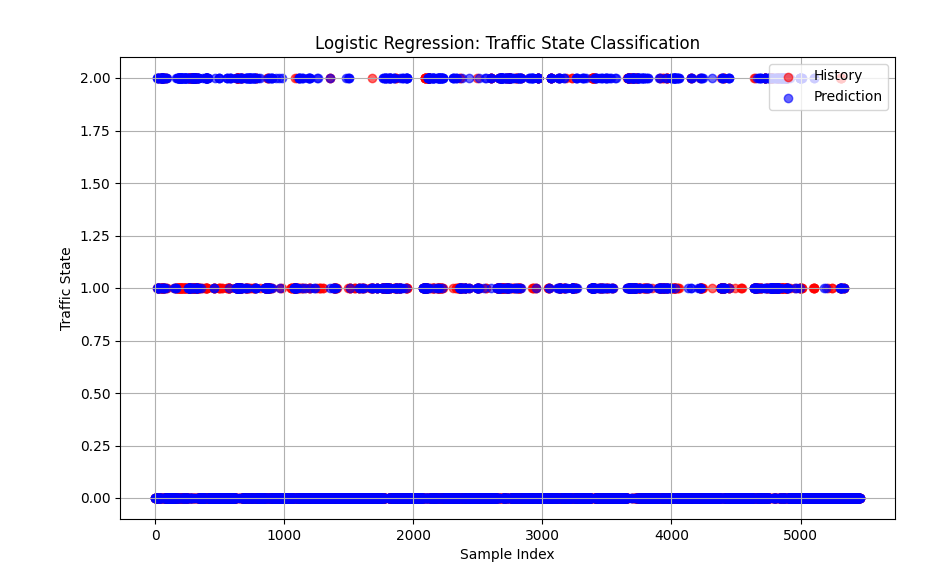 Logistic Regression: Traffic State Classification
History
Prediction
2.00
1.75
1.50
1.25
1.00
0.75
0.50
0.25
0.00
Traffic State
0 1000 2000 3000 4000 5000
Sample Index